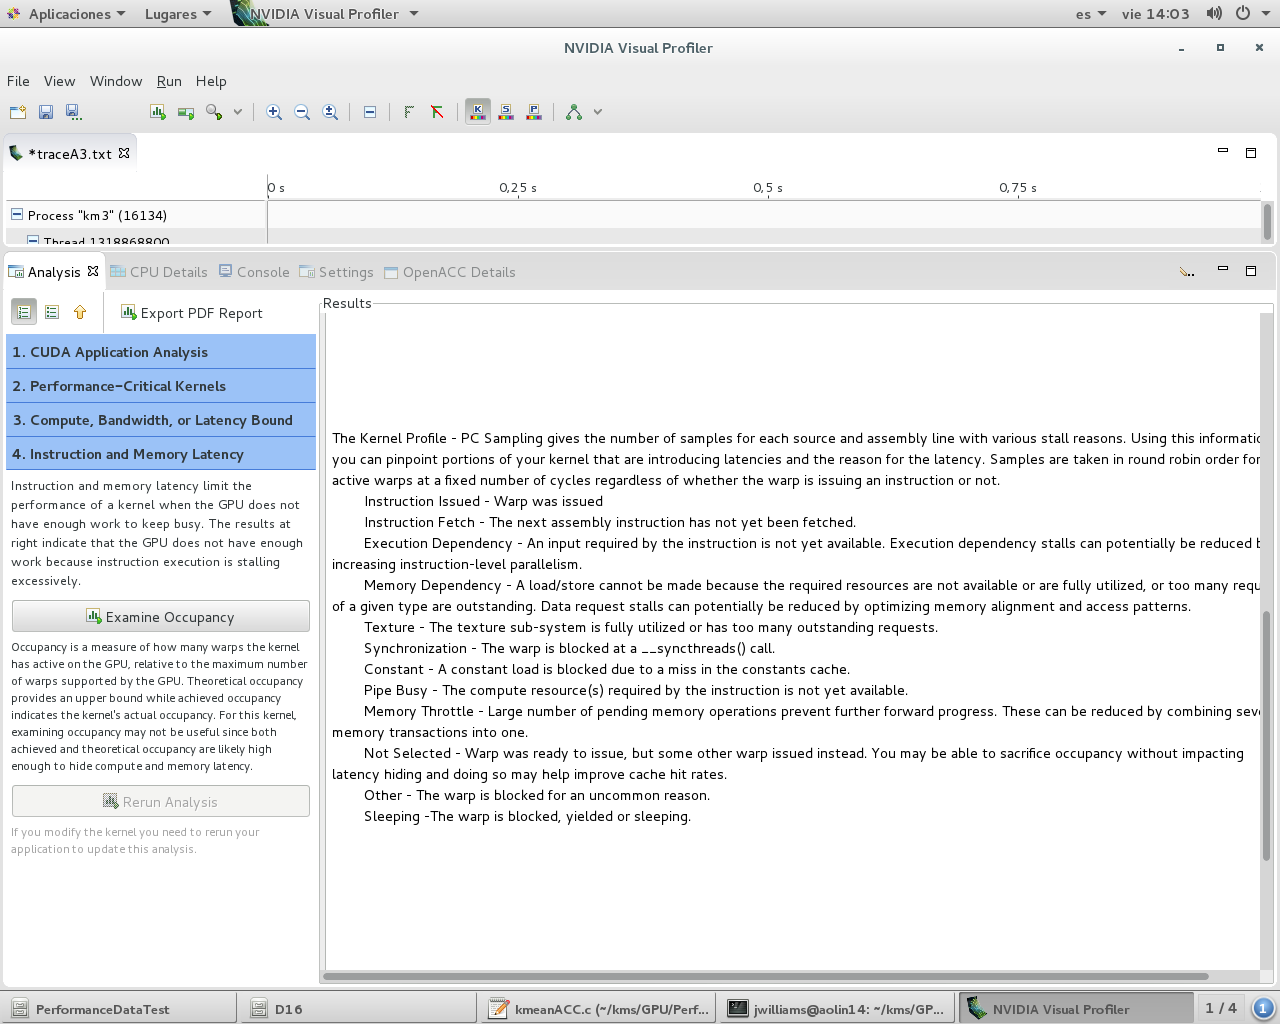 Aplicaciones
Lugares
NVIDIA Visual Profiler
es
vie 14:03
NVIDIA Visual Profiler
File View Window Run Help
K S P
*traceA3.txt
0 s 0,25 s 0,5 s 0,75 s
Process "km3" (16134)
Thread 1318868800
Analysis CPU Details Console Settings OpenACC Details
Export PDF Report
1. CUDA Application Analysis
2. Performance-Critical Kernels
3. Compute, Bandwidth, or Latency Bound
4. Instruction and Memory Latency
Instruction and memory latency limit the
performance of a kernel when the GPU does not
have enough work to keep busy. The results at
right indicate that the GPU does not have enough
work because instruction execution is stalling
excessively.
Examine Occupancy
Occupancy is a measure of how many warps the kernel
has active on the GPU, relative to the maximum number
of warps supported by the GPU. Theoretical occupancy
provides an upper bound while achieved occupancy
indicates the kernel's actual occupancy. For this kernel,
examining occupancy may not be useful since both
achieved and theoretical occupancy are likely high
enough to hide compute and memory latency.
Rerun Analysis
If you modify the kernel you need to rerun your
application to update this analysis.
Results
The Kernel Profile - PC Sampling gives the number of samples for each source and assembly line with various stall reasons. Using this informatic
you can pinpoint portions of your kernel that are introducing latencies and the reason for the latency. Samples are taken in round robin order for
active warps at a fixed number of cycles regardless of whether the warp is issuing an instruction or not.
Instruction Issued - Warp was issued
Instruction Fetch - The next assembly instruction has not yet been fetched.
Execution Dependency - An input required by the instruction is not yet available. Execution dependency stalls can potentially be reduced b
increasing instruction-level parallelism.
Memory Dependency - A load/store cannot be made because the required resources are not available or are fully utilized, or too many requ
of a given type are outstanding. Data request stalls can potentially be reduced by optimizing memory alignment and access patterns.
Texture - The texture sub-system is fully utilized or has too many outstanding requests.
Synchronization - The warp is blocked at a __syncthreads() call.
Constant - A constant load is blocked due to a miss in the constants cache.
Pipe Busy - The compute resource(s) required by the instruction is not yet available.
Memory Throttle - Large number of pending memory operations prevent further forward progress. These can be reduced by combining seve
memory transactions into one.
Not Selected - Warp was ready to issue, but some other warp issued instead. You may be able to sacrifice occupancy without impacting
latency hiding and doing so may help improve cache hit rates.
Other - The warp is blocked for an uncommon reason.
Sleeping -The warp is blocked, yielded or sleeping.
PerformanceDataTest
D16
kmeanACC.c (~/kms/GPU/Perf...
jwilliams@aolin14: ~/kms/GP...
NVIDIA Visual Profiler
1 / 4
1